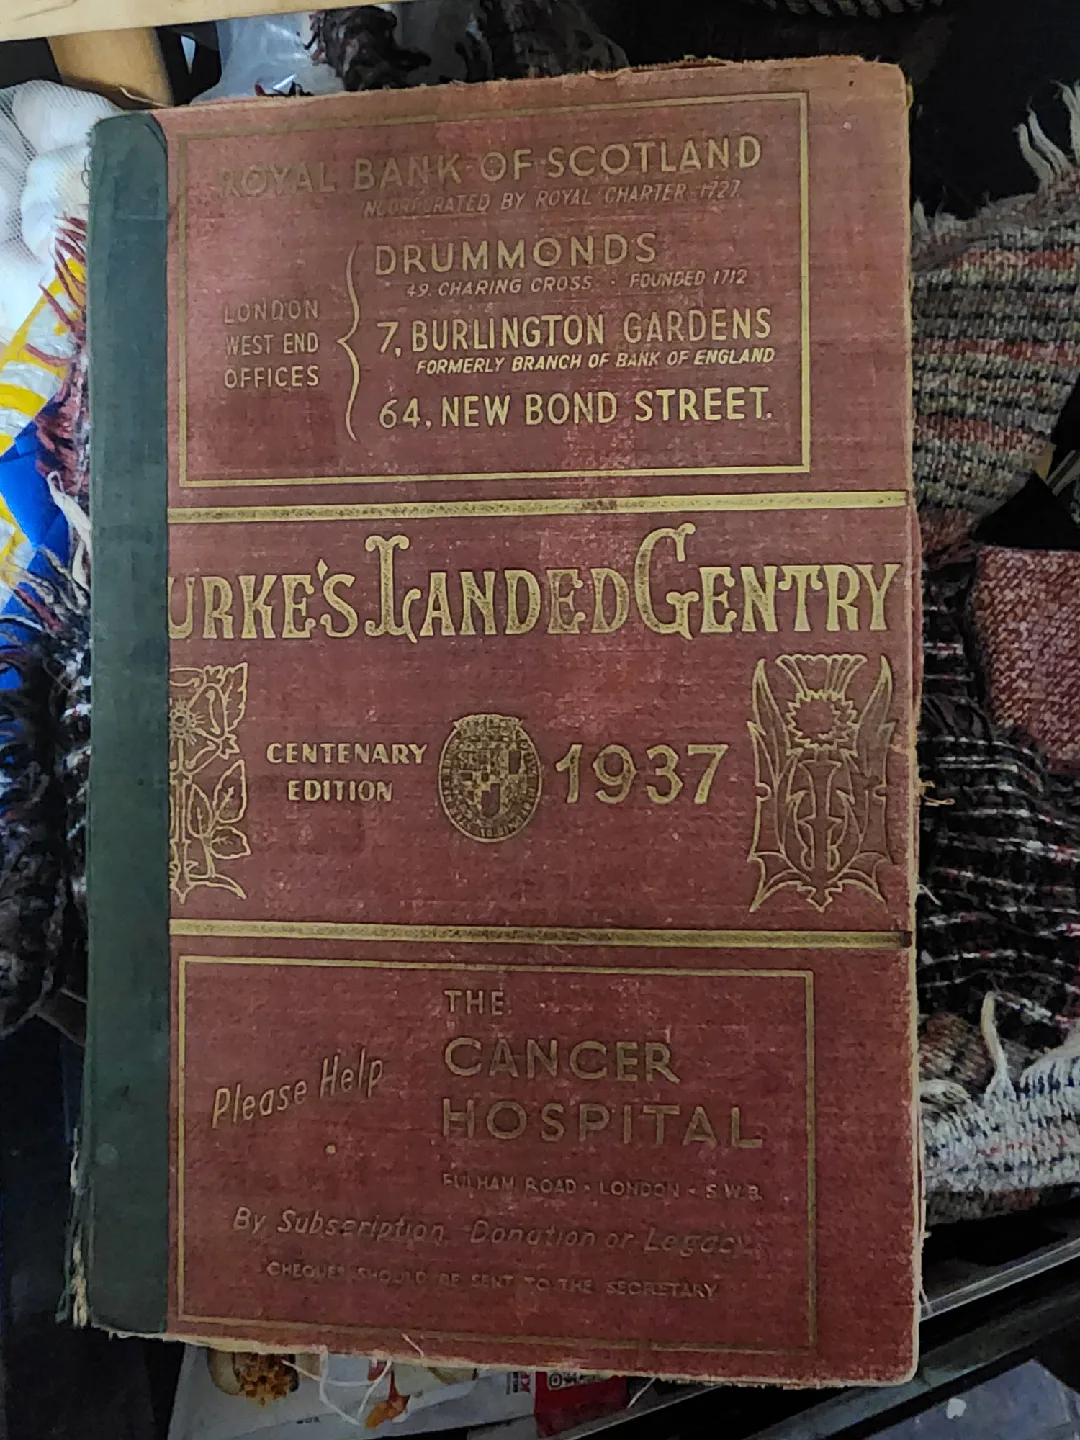 ROYAL BANK OF SCOTLAND
INCORPORATED BY ROYAL CHARTER 1727
DRUMMONDS
49, CHARING CROSS · FOUNDED 1712
LONDON
WEST END
OFFICES
7, BURLINGTON GARDENS
FORMERLY BRANCH OF BANK OF ENGLAND
64, NEW BOND STREET.
URKE'S LANDED GENTRY
CENTENARY
EDITION
1937
Please Help
THE
CANCER
HOSPITAL
FULHAM ROAD · LONDON · S.W.3.
By Subscription Donation or Legacy.
CHEQUES SHOULD BE SENT TO THE SECRETARY